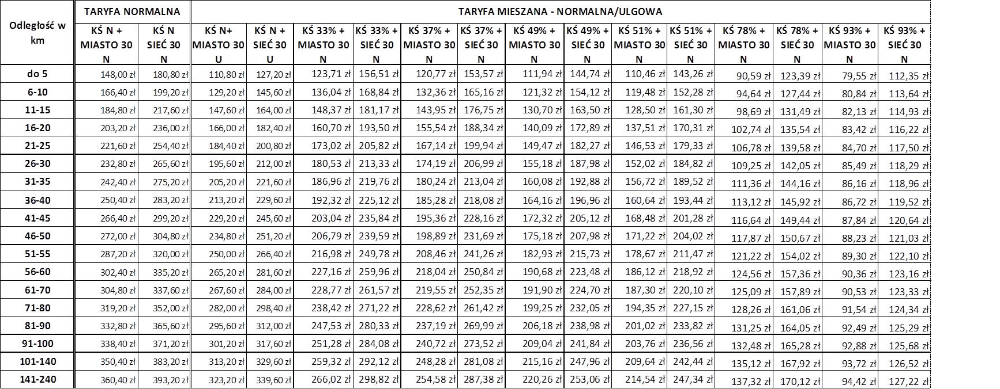 Odległość w km
TARYFA NORMALNA
TARYFA MIESZANA - NORMALNA/ULGOWA
KŚ N + MIASTO 30 N
KŚ N SIEĆ 30 N
KŚ N+ MIASTO 30 U
KŚ N + SIEĆ 30 U
KŚ 33% + MIASTO 30 N
KŚ 33% + SIEĆ 30 N
KŚ 37% + MIASTO 30 N
KŚ 37% + SIEĆ 30 N
KŚ 49% + MIASTO 30 N
KŚ 49% + SIEĆ 30 N
KŚ 51% + MIASTO 30 N
KŚ 51% + SIEĆ 30 N
KŚ 78% + MIASTO 30 N
KŚ 78% + SIEĆ 30 N
KŚ 93% + MIASTO 30 N
KŚ 93% + SIEĆ 30 N
do 5 148,00 zł 180,80 zł 110,80 zł 127,20 zł 123,71 zł 156,51 zł 120,77 zł 153,57 zł 111,94 zł 144,74 zł 110,46 zł 143,26 zł 90,59 zł 123,39 zł 79,55 zł 112,35 zł
6-10 166,40 zł 199,20 zł 129,20 zł 145,60 zł 136,04 zł 168,84 zł 132,36 zł 165,16 zł 121,32 zł 154,12 zł 119,48 zł 152,28 zł 94,64 zł 127,44 zł 80,84 zł 113,64 zł
11-15 184,80 zł 217,60 zł 147,60 zł 164,00 zł 148,37 zł 181,17 zł 143,95 zł 176,75 zł 130,70 zł 163,50 zł 128,50 zł 161,30 zł 98,69 zł 131,49 zł 82,13 zł 114,93 zł
16-20 203,20 zł 236,00 zł 166,00 zł 182,40 zł 160,70 zł 193,50 zł 155,54 zł 188,34 zł 140,09 zł 172,89 zł 137,51 zł 170,31 zł 102,74 zł 135,54 zł 83,42 zł 116,22 zł
21-25 221,60 zł 254,40 zł 184,40 zł 200,80 zł 173,02 zł 205,82 zł 167,14 zł 199,94 zł 149,47 zł 182,27 zł 146,53 zł 179,33 zł 106,78 zł 139,58 zł 84,70 zł 117,50 zł
26-30 232,80 zł 265,60 zł 195,60 zł 212,00 zł 180,53 zł 213,33 zł 174,19 zł 206,99 zł 155,18 zł 187,98 zł 152,02 zł 184,82 zł 109,25 zł 142,05 zł 85,49 zł 118,29 zł
31-35 242,40 zł 275,20 zł 205,20 zł 221,60 zł 186,96 zł 219,76 zł 180,24 zł 213,04 zł 160,08 zł 192,88 zł 156,72 zł 189,52 zł 111,36 zł 144,16 zł 86,16 zł 118,96 zł
36-40 250,40 zł 283,20 zł 213,20 zł 229,60 zł 192,32 zł 225,12 zł 185,28 zł 218,08 zł 164,16 zł 196,96 zł 160,64 zł 193,44 zł 113,12 zł 145,92 zł 86,72 zł 119,52 zł
41-45 266,40 zł 299,20 zł 229,20 zł 245,60 zł 203,04 zł 235,84 zł 195,36 zł 228,16 zł 172,32 zł 205,12 zł 168,48 zł 201,28 zł 116,64 zł 149,44 zł 87,84 zł 120,64 zł
46-50 272,00 zł 304,80 zł 234,80 zł 251,20 zł 206,79 zł 239,59 zł 198,89 zł 231,69 zł 175,18 zł 207,98 zł 171,22 zł 204,02 zł 117,87 zł 150,67 zł 88,23 zł 121,03 zł
51-55 287,20 zł 320,00 zł 250,00 zł 266,40 zł 216,98 zł 249,78 zł 208,46 zł 241,26 zł 182,93 zł 215,73 zł 178,67 zł 211,47 zł 121,22 zł 154,02 zł 89,30 zł 122,10 zł
56-60 302,40 zł 335,20 zł 265,20 zł 281,60 zł 227,16 zł 259,96 zł 218,04 zł 250,84 zł 190,68 zł 223,48 zł 186,12 zł 218,92 zł 124,56 zł 157,36 zł 90,36 zł 123,16 zł
61-70 304,80 zł 337,60 zł 267,60 zł 284,00 zł 228,77 zł 261,57 zł 219,55 zł 252,35 zł 191,90 zł 224,70 zł 187,30 zł 220,10 zł 125,09 zł 157,89 zł 90,53 zł 123,33 zł
71-80 319,20 zł 352,00 zł 282,00 zł 298,40 zł 238,42 zł 271,22 zł 228,62 zł 261,42 zł 199,25 zł 232,05 zł 194,35 zł 227,15 zł 128,26 zł 161,06 zł 91,54 zł 124,34 zł
81-90 332,80 zł 365,60 zł 295,60 zł 312,00 zł 247,53 zł 280,33 zł 237,19 zł 269,99 zł 206,18 zł 238,98 zł 201,02 zł 233,82 zł 131,25 zł 164,05 zł 92,49 zł 125,29 zł
91-100 338,40 zł 371,20 zł 301,20 zł 317,60 zł 251,28 zł 284,08 zł 240,72 zł 273,52 zł 209,04 zł 241,84 zł 203,76 zł 236,56 zł 132,48 zł 165,28 zł 92,88 zł 125,68 zł
101-140 350,40 zł 383,20 zł 313,20 zł 329,60 zł 259,32 zł 292,12 zł 248,28 zł 281,08 zł 215,16 zł 247,96 zł 209,64 zł 242,44 zł 135,12 zł 167,92 zł 93,72 zł 126,52 zł
141-240 360,40 zł 393,20 zł 323,20 zł 339,60 zł 266,02 zł 298,82 zł 254,58 zł 287,38 zł 220,26 zł 253,06 zł 214,54 zł 247,34 zł 137,32 zł 170,12 zł 94,42 zł 127,22 zł